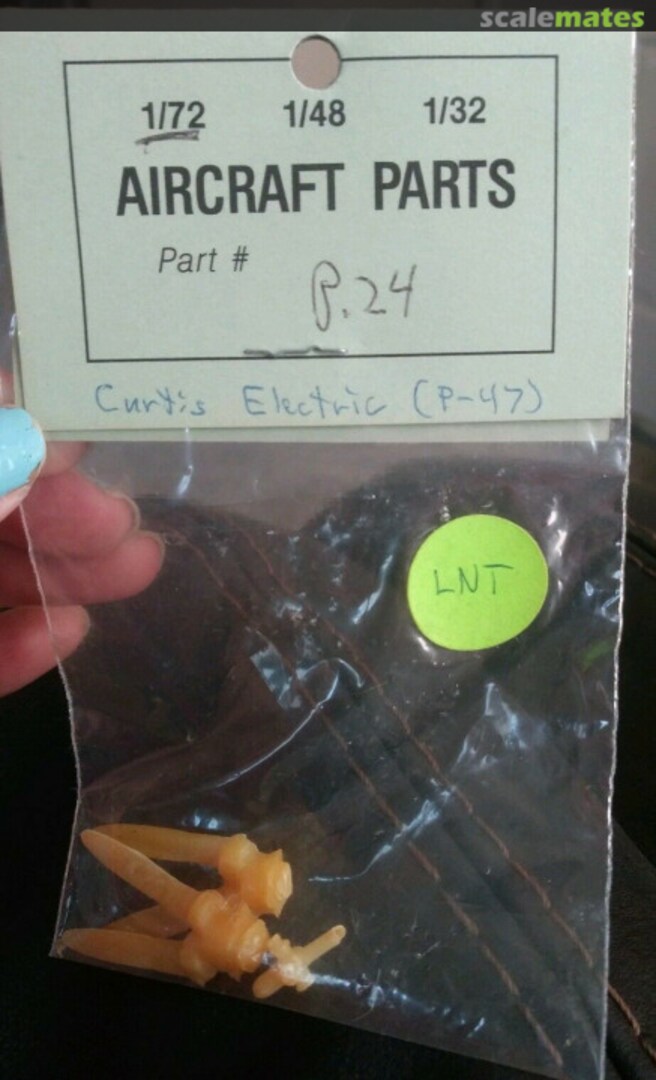 scalemates
1/72 1/48 1/32
AIRCRAFT PARTS
Part # P.24
Curtis Electric (P-47)
LNT